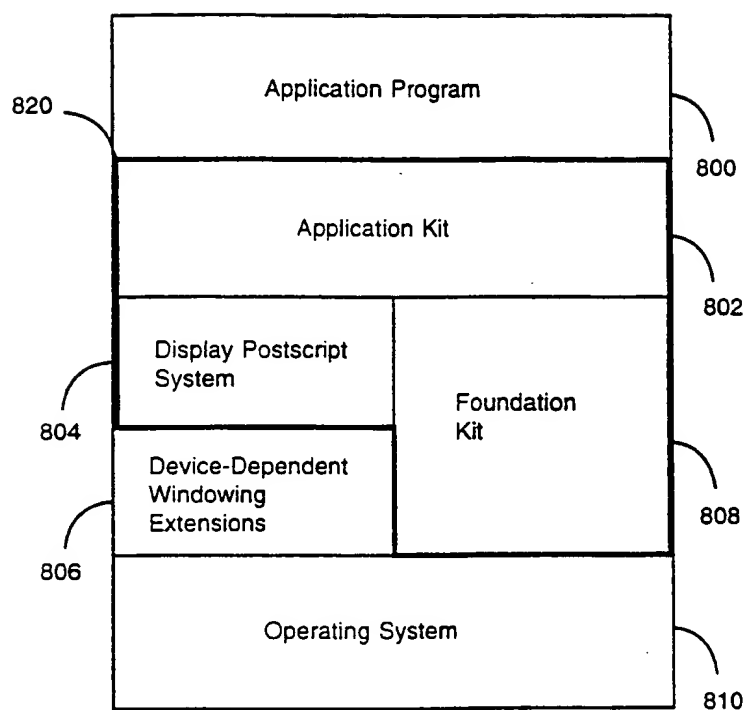 Application Program
820
800
Application Kit
802
Display Postscript
System
Foundation
Kit
804
Device-Dependent
Windowing
Extensions
808
806
Operating System
810